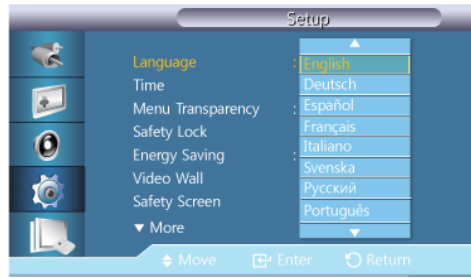 Setup
Language : English
Time Deutsch
Menu Transparency : Español
Safety Lock Français
Energy Saving : Italiano
Video Wall Svenska
Safety Screen Русский
▼ More Português
Move Enter Return